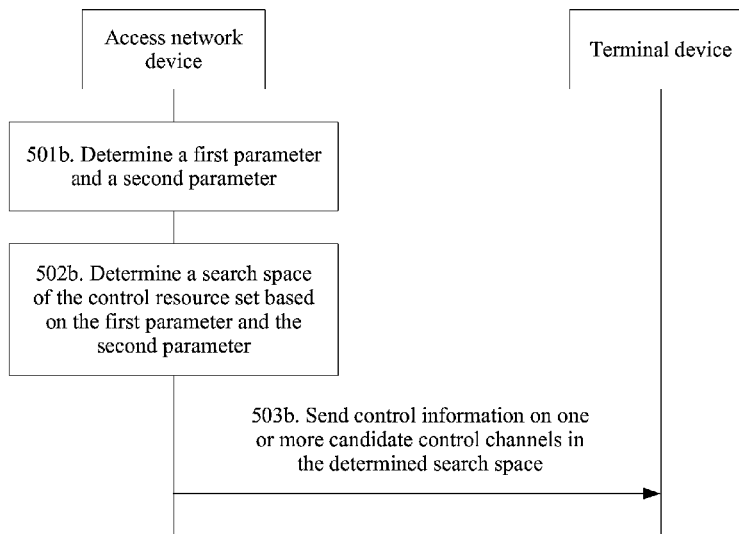 Access network
device
Terminal device
501b. Determine a first parameter
and a second parameter
502b. Determine a search space
of the control resource set based
on the first parameter and the
second parameter
503b. Send control information on one
or more candidate control channels in
the determined search space